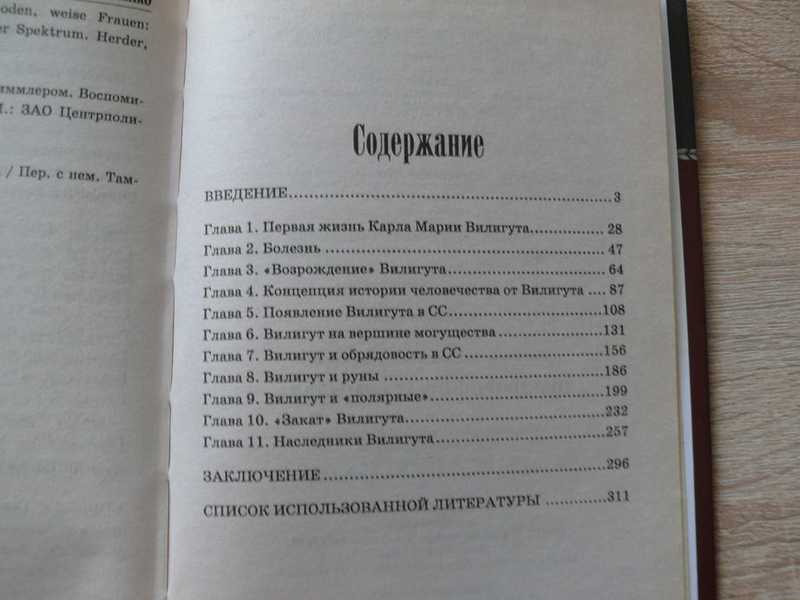 oden, weise Frauen:
er Spektrum. Herder,
иммлером. Воспоми-
М.: ЗАО Центрполи-
/ Пер. с нем. Там-
Содержание
ВВЕДЕНИЕ....................................................3
Глава 1. Первая жизнь Карла Марии Вилигута............28
Глава 2. Болезнь ..............................................47
Глава 3. «Возрождение» Вилигута..........................64
Глава 4. Концепция истории человечества от Вилигута ....87
Глава 5. Появление Вилигута в СС.........................108
Глава 6. Вилигут на вершине могущества..................131
Глава 7. Вилигут и обрядовость в СС.......................156
Глава 8. Вилигут и руны .....................................186
Глава 9. Вилигут и «полярные»..............................199
Глава 10. «Закат» Вилигута..................................232
Глава 11. Наследники Вилигута.............................257
ЗАКЛЮЧЕНИЕ................................................296
СПИСОК ИСПОЛЬЗОВАННОЙ ЛИТЕРАТУРЫ ............311